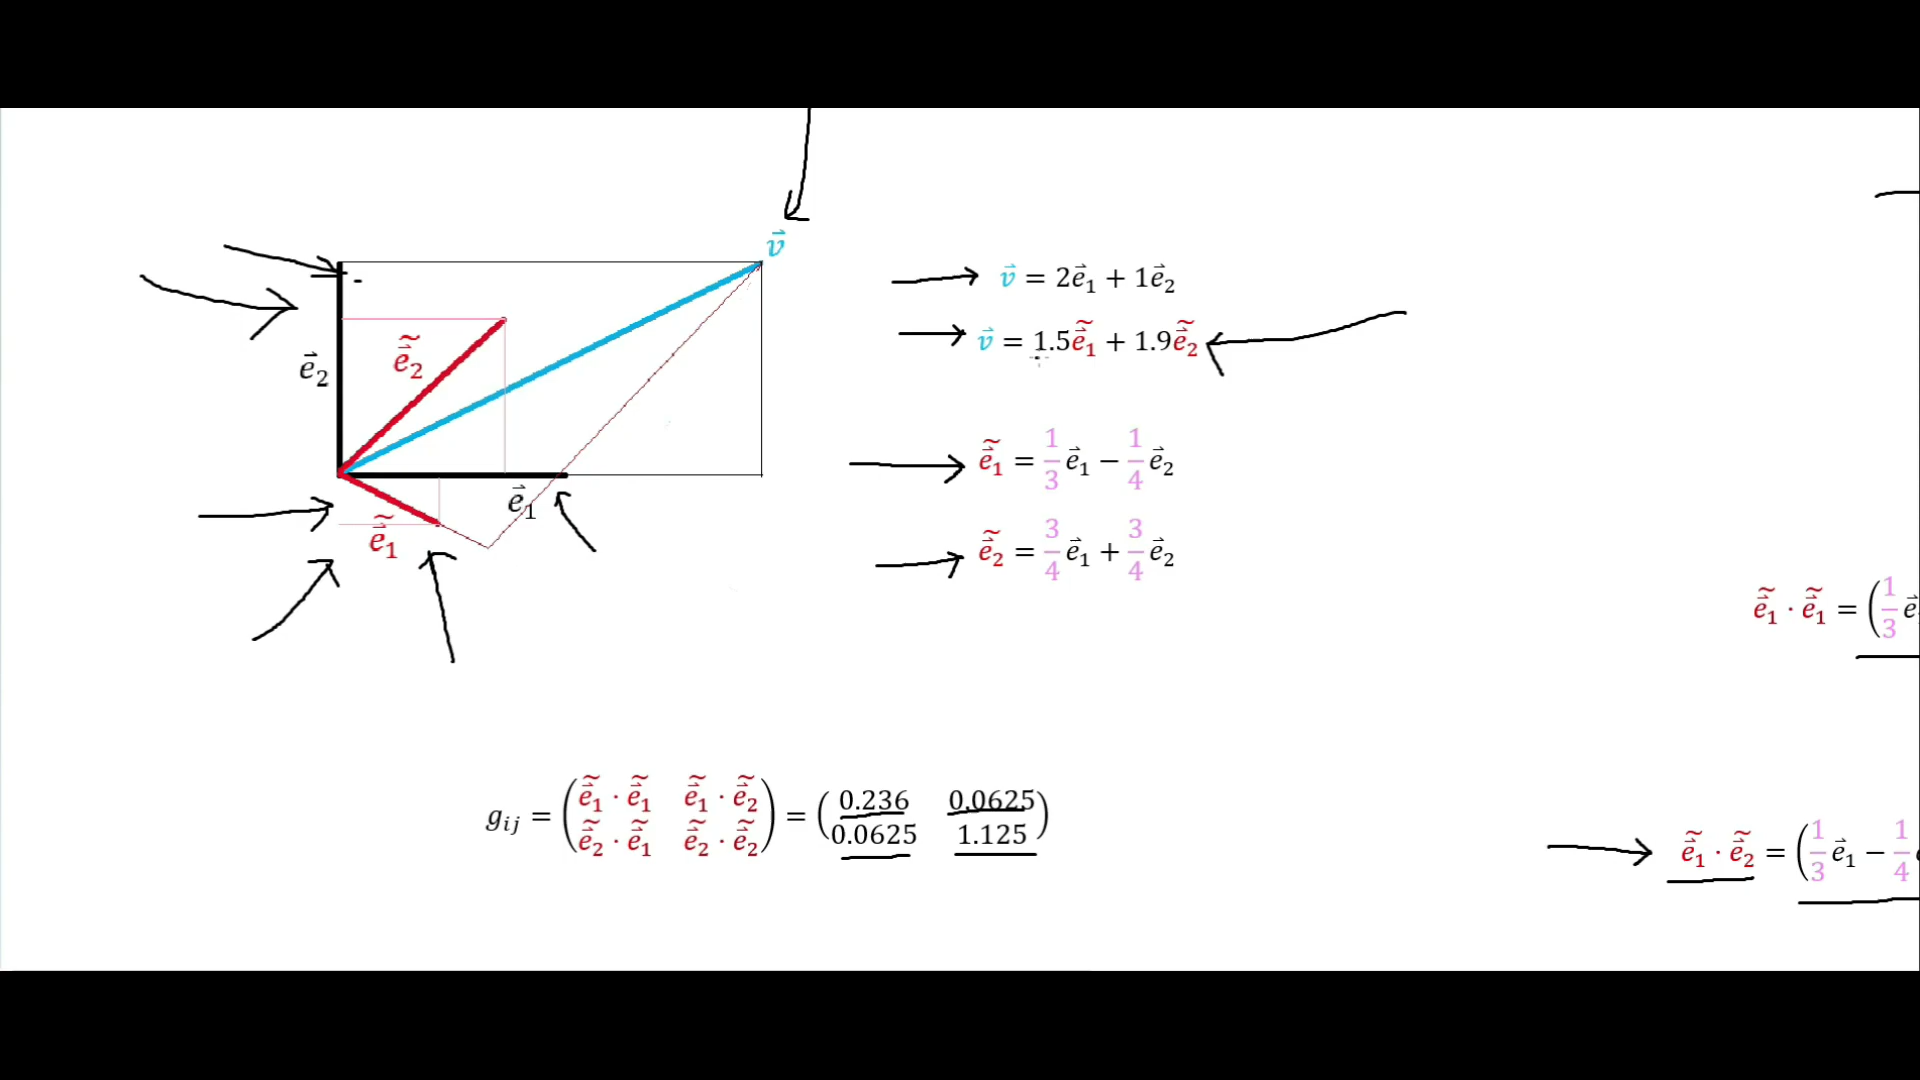 v⃗
v⃗ = 2e⃗₁ + 1e⃗₂
v⃗ = 1.5ẽ⃗₁ + 1.9ẽ⃗₂
ẽ⃗₂
e⃗₂
e⃗₁
ẽ⃗₁
ẽ⃗₁ = 1/3 e⃗₁ − 1/4 e⃗₂
ẽ⃗₂ = 3/4 e⃗₁ + 3/4 e⃗₂
ẽ⃗₁ · ẽ⃗₁ = (1/3 e⃗
g_ij = (ẽ⃗₁ · ẽ⃗₁ ẽ⃗₁ · ẽ⃗₂ = (0.236 0.0625)
ẽ⃗₂ · ẽ⃗₁ ẽ⃗₂ · ẽ⃗₂) 0.0625 1.125
ẽ⃗₁ · ẽ⃗₂ = (1/3 e⃗₁ − 1/4